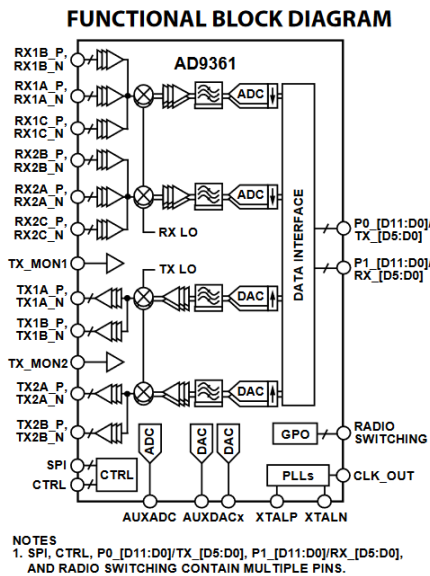 FUNCTIONAL BLOCK DIAGRAM
AD9361
RX1B_P,
RX1B_N
RX1A_P,
RX1A_N
ADC
RX1C_P,
RX1C_N
RX2B_P,
RX2B_N
RX2A_P,
RX2A_N
ADC
RX2C_P,
RX2C_N
RX LO
DATA INTERFACE
P0_[D11:D0]/
TX_[D5:D0]
P1_[D11:D0]/
RX_[D5:D0]
TX_MON1
TX LO
TX1A_P,
TX1A_N
DAC
TX1B_P,
TX1B_N
TX_MON2
TX2A_P,
TX2A_N
DAC
TX2B_P,
TX2B_N
ADC
DAC
DAC
GPO
RADIO
SWITCHING
SPI
CTRL
CTRL
PLLs
CLK_OUT
AUXADC
AUXDACx
XTALP
XTALN
NOTES
1. SPI, CTRL, P0_[D11:D0]/TX_[D5:D0], P1_[D11:D0]/RX_[D5:D0],
AND RADIO SWITCHING CONTAIN MULTIPLE PINS.